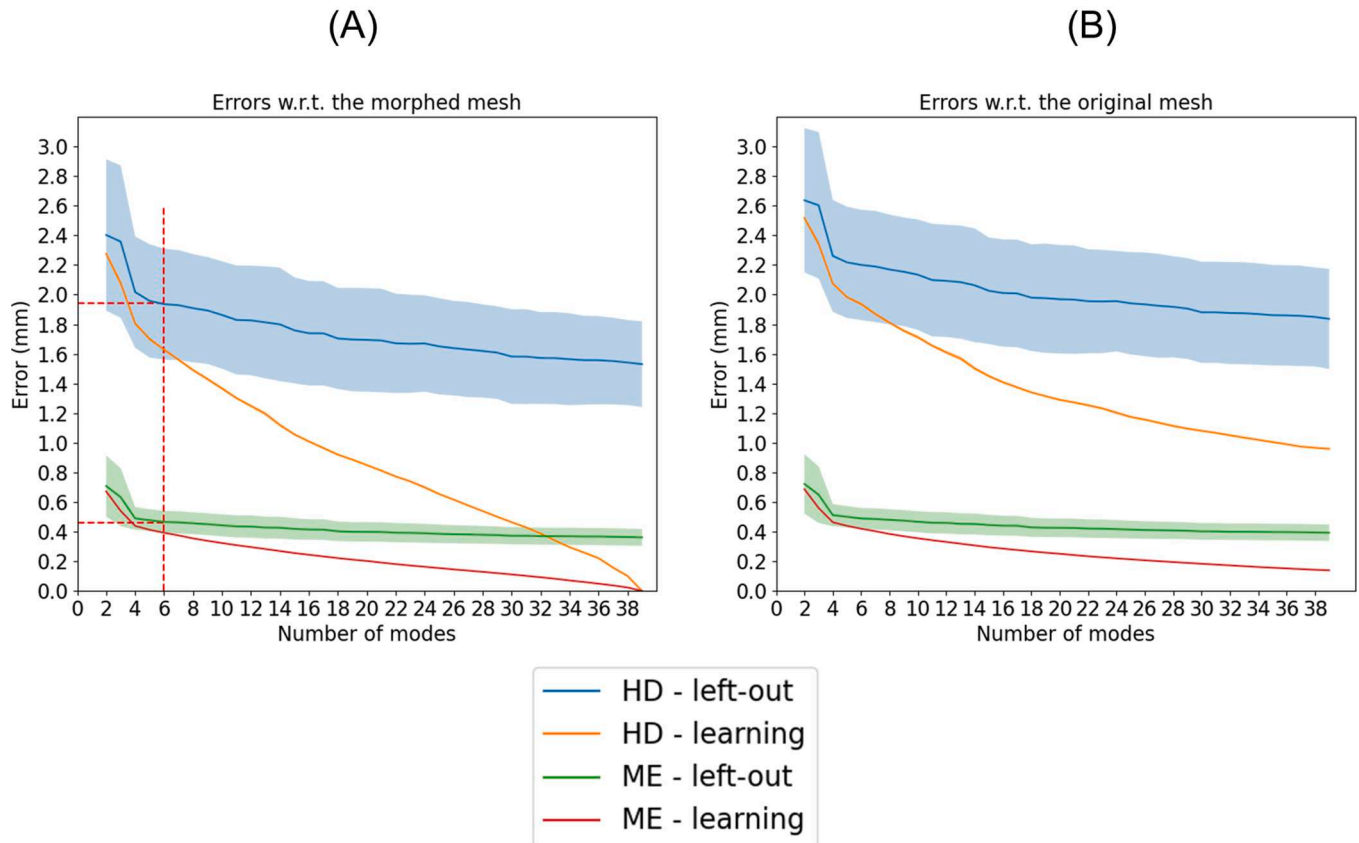 (A)
(B)
Errors w.r.t. the morphed mesh
Errors w.r.t. the original mesh
Error (mm)
3.0
2.8
2.6
2.4
2.2
2.0
1.8
1.6
1.4
1.2
1.0
0.8
0.6
0.4
0.2
0.0
0 2 4 6 8 10 12 14 16 18 20 22 24 26 28 30 32 34 36 38
Number of modes
Error (mm)
3.0
2.8
2.6
2.4
2.2
2.0
1.8
1.6
1.4
1.2
1.0
0.8
0.6
0.4
0.2
0.0
0 2 4 6 8 10 12 14 16 18 20 22 24 26 28 30 32 34 36 38
Number of modes
HD - left-out
HD - learning
ME - left-out
ME - learning